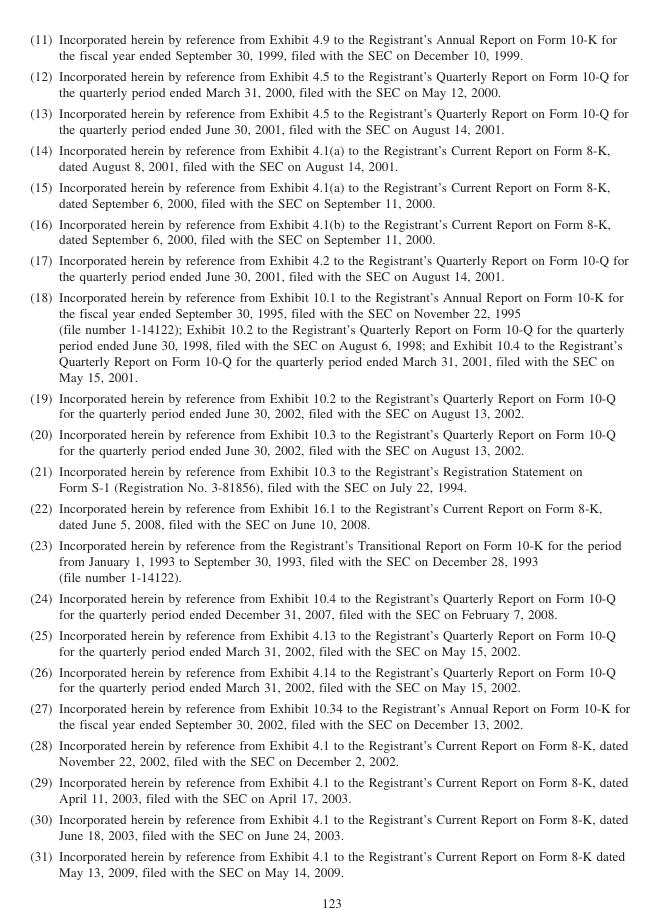 (11) Incorporated herein by reference from Exhibit 4.9 to the Registrant's Annual Report on Form 10-K for
the fiscal year ended September 30, 1999, filed with the SEC on December 10, 1999.
(12) Incorporated herein by reference from Exhibit 4.5 to the Registrant's Quarterly Report on Form 10-Q for
the quarterly period ended March 31, 2000, filed with the SEC on May 12, 2000.
(13) Incorporated herein by reference from Exhibit 4.5 to the Registrant's Quarterly Report on Form 10-Q for
the quarterly period ended June 30, 2001, filed with the SEC on August 14, 2001.
(14) Incorporated herein by reference from Exhibit 4.1(a) to the Registrant's Current Report on Form 8-K,
dated August 8, 2001, filed with the SEC on August 14, 2001.
(15) Incorporated herein by reference from Exhibit 4.1(a) to the Registrant's Current Report on Form 8-K,
dated September 6, 2000, filed with the SEC on September 11, 2000.
(16) Incorporated herein by reference from Exhibit 4.1(b) to the Registrant's Current Report on Form 8-K,
dated September 6, 2000, filed with the SEC on September 11, 2000.
(17) Incorporated herein by reference from Exhibit 4.2 to the Registrant's Quarterly Report on Form 10-Q for
the quarterly period ended June 30, 2001, filed with the SEC on August 14, 2001.
(18) Incorporated herein by reference from Exhibit 10.1 to the Registrant's Annual Report on Form 10-K for
the fiscal year ended September 30, 1995, filed with the SEC on November 22, 1995
(file number 1-14122); Exhibit 10.2 to the Registrant's Quarterly Report on Form 10-Q for the quarterly
period ended June 30, 1998, filed with the SEC on August 6, 1998; and Exhibit 10.4 to the Registrant's
Quarterly Report on Form 10-Q for the quarterly period ended March 31, 2001, filed with the SEC on
May 15, 2001.
(19) Incorporated herein by reference from Exhibit 10.2 to the Registrant's Quarterly Report on Form 10-Q
for the quarterly period ended June 30, 2002, filed with the SEC on August 13, 2002.
(20) Incorporated herein by reference from Exhibit 10.3 to the Registrant's Quarterly Report on Form 10-Q
for the quarterly period ended June 30, 2002, filed with the SEC on August 13, 2002.
(21) Incorporated herein by reference from Exhibit 10.3 to the Registrant's Registration Statement on
Form S-1 (Registration No. 3-81856), filed with the SEC on July 22, 1994.
(22) Incorporated herein by reference from Exhibit 16.1 to the Registrant's Current Report on Form 8-K,
dated June 5, 2008, filed with the SEC on June 10, 2008.
(23) Incorporated herein by reference from the Registrant's Transitional Report on Form 10-K for the period
from January 1, 1993 to September 30, 1993, filed with the SEC on December 28, 1993
(file number 1-14122).
(24) Incorporated herein by reference from Exhibit 10.4 to the Registrant's Quarterly Report on Form 10-Q
for the quarterly period ended December 31, 2007, filed with the SEC on February 7, 2008.
(25) Incorporated herein by reference from Exhibit 4.13 to the Registrant's Quarterly Report on Form 10-Q
for the quarterly period ended March 31, 2002, filed with the SEC on May 15, 2002.
(26) Incorporated herein by reference from Exhibit 4.14 to the Registrant's Quarterly Report on Form 10-Q
for the quarterly period ended March 31, 2002, filed with the SEC on May 15, 2002.
(27) Incorporated herein by reference from Exhibit 10.34 to the Registrant's Annual Report on Form 10-K for
the fiscal year ended September 30, 2002, filed with the SEC on December 13, 2002.
(28) Incorporated herein by reference from Exhibit 4.1 to the Registrant's Current Report on Form 8-K, dated
November 22, 2002, filed with the SEC on December 2, 2002.
(29) Incorporated herein by reference from Exhibit 4.1 to the Registrant's Current Report on Form 8-K, dated
April 11, 2003, filed with the SEC on April 17, 2003.
(30) Incorporated herein by reference from Exhibit 4.1 to the Registrant's Current Report on Form 8-K, dated
June 18, 2003, filed with the SEC on June 24, 2003.
(31) Incorporated herein by reference from Exhibit 4.1 to the Registrant's Current Report on Form 8-K dated
May 13, 2009, filed with the SEC on May 14, 2009.
123